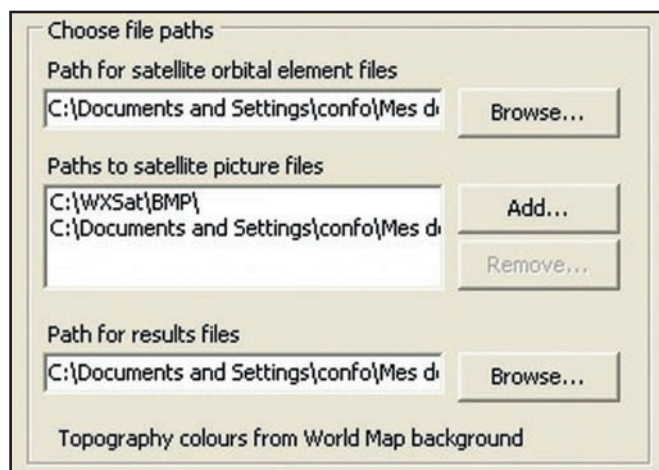 Choose file paths
Path for satellite orbital element files
C:\Documents and Settings\confo\Mes d
Browse...
Paths to satellite picture files
C:\WXSat\BMP\
C:\Documents and Settings\confo\Mes d
Add...
Remove...
Path for results files
C:\Documents and Settings\confo\Mes d
Browse...
Topography colours from World Map background